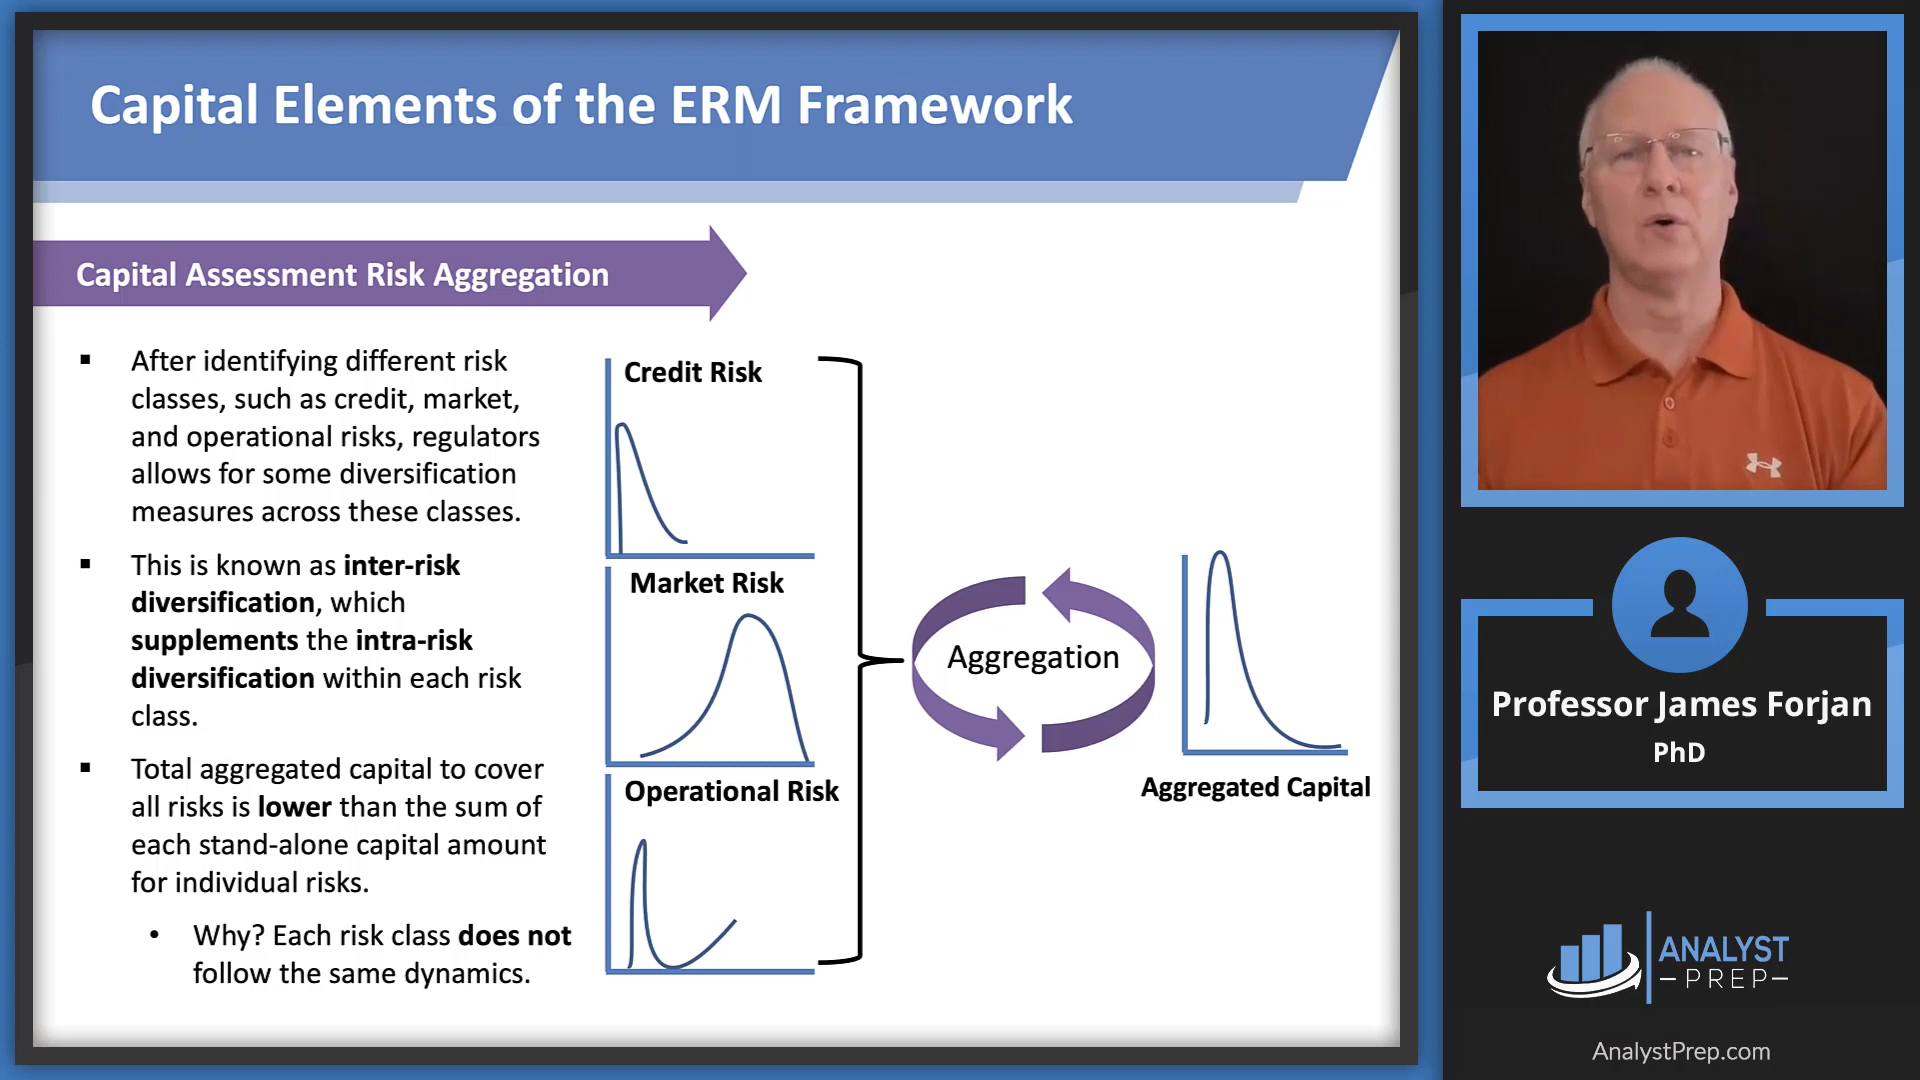 Capital Elements of the ERM Framework
Capital Assessment Risk Aggregation
▪ After identifying different risk
classes, such as credit, market,
and operational risks, regulators
allows for some diversification
measures across these classes.
▪ This is known as inter-risk
diversification, which
supplements the intra-risk
diversification within each risk
class.
▪ Total aggregated capital to cover
all risks is lower than the sum of
each stand-alone capital amount
for individual risks.
• Why? Each risk class does not
follow the same dynamics.
Credit Risk
Market Risk
Operational Risk
Aggregation
Aggregated Capital
Professor James Forjan
PhD
ANALYST
PREP
AnalystPrep.com